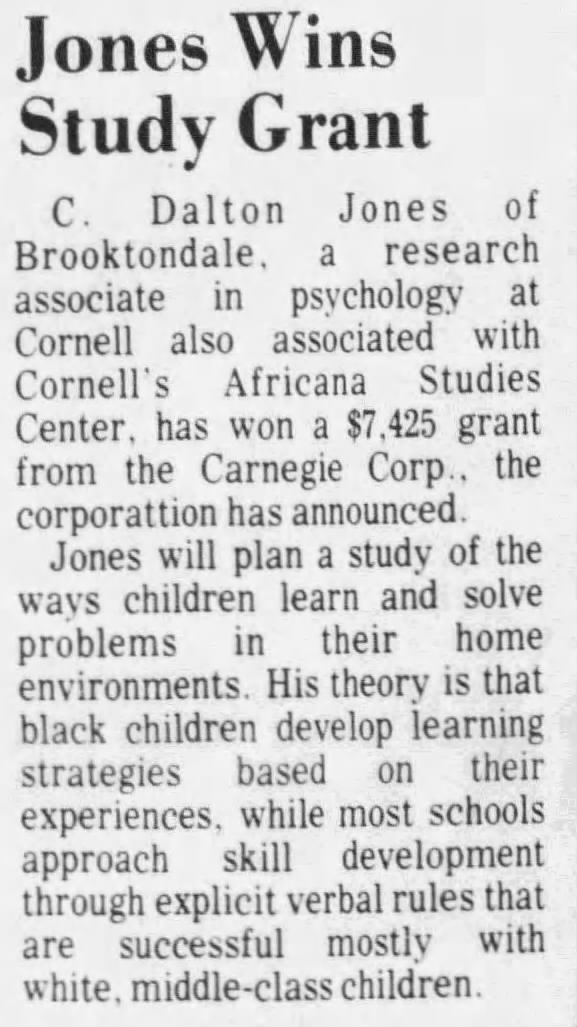 Jones Wins
Study Grant
C. Dalton Jones of
Brooktondale, a research
associate in psychology at
Cornell also associated with
Cornell's Africana Studies
Center, has won a $7,425 grant
from the Carnegie Corp., the
corporattion has announced.
Jones will plan a study of the
ways children learn and solve
problems in their home
environments. His theory is that
black children develop learning
strategies based on their
experiences, while most schools
approach skill development
through explicit verbal rules that
are successful mostly with
white, middle-class children.